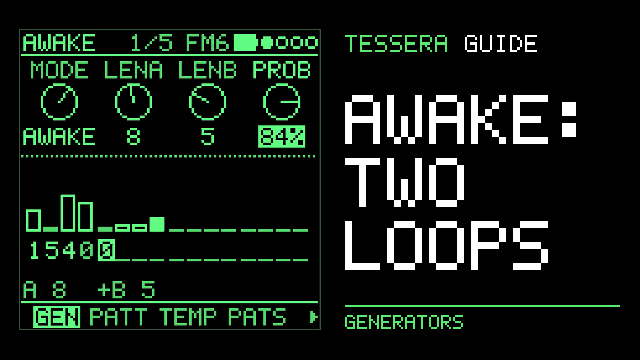 AWAKE 1/5 FM6
MODE LENA LENB PROB
AWAKE 8 5 84%
15400
A 8 +B 5
GEN PATT TEMP PATS
TESSERA GUIDE
AWAKE:
TWO
LOOPS
GENERATORS